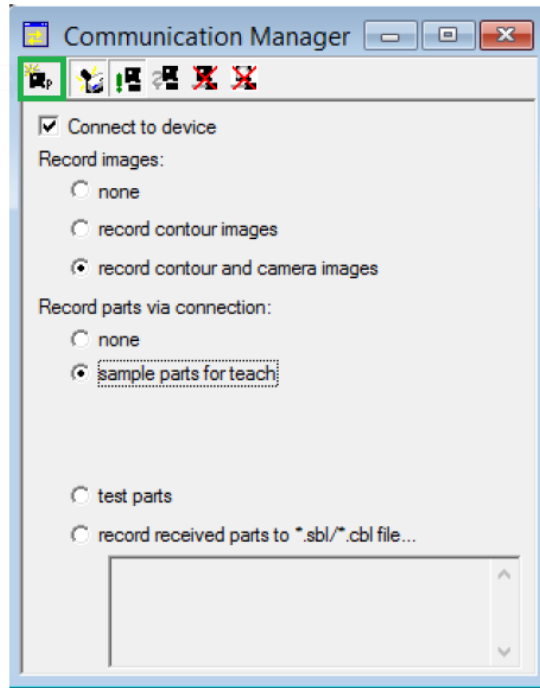 Communication Manager
P
Connect to device
Record images:
none
record contour images
record contour and camera images
Record parts via connection:
none
sample parts for teach
test parts
record received parts to *.sbl/*.cbl file...